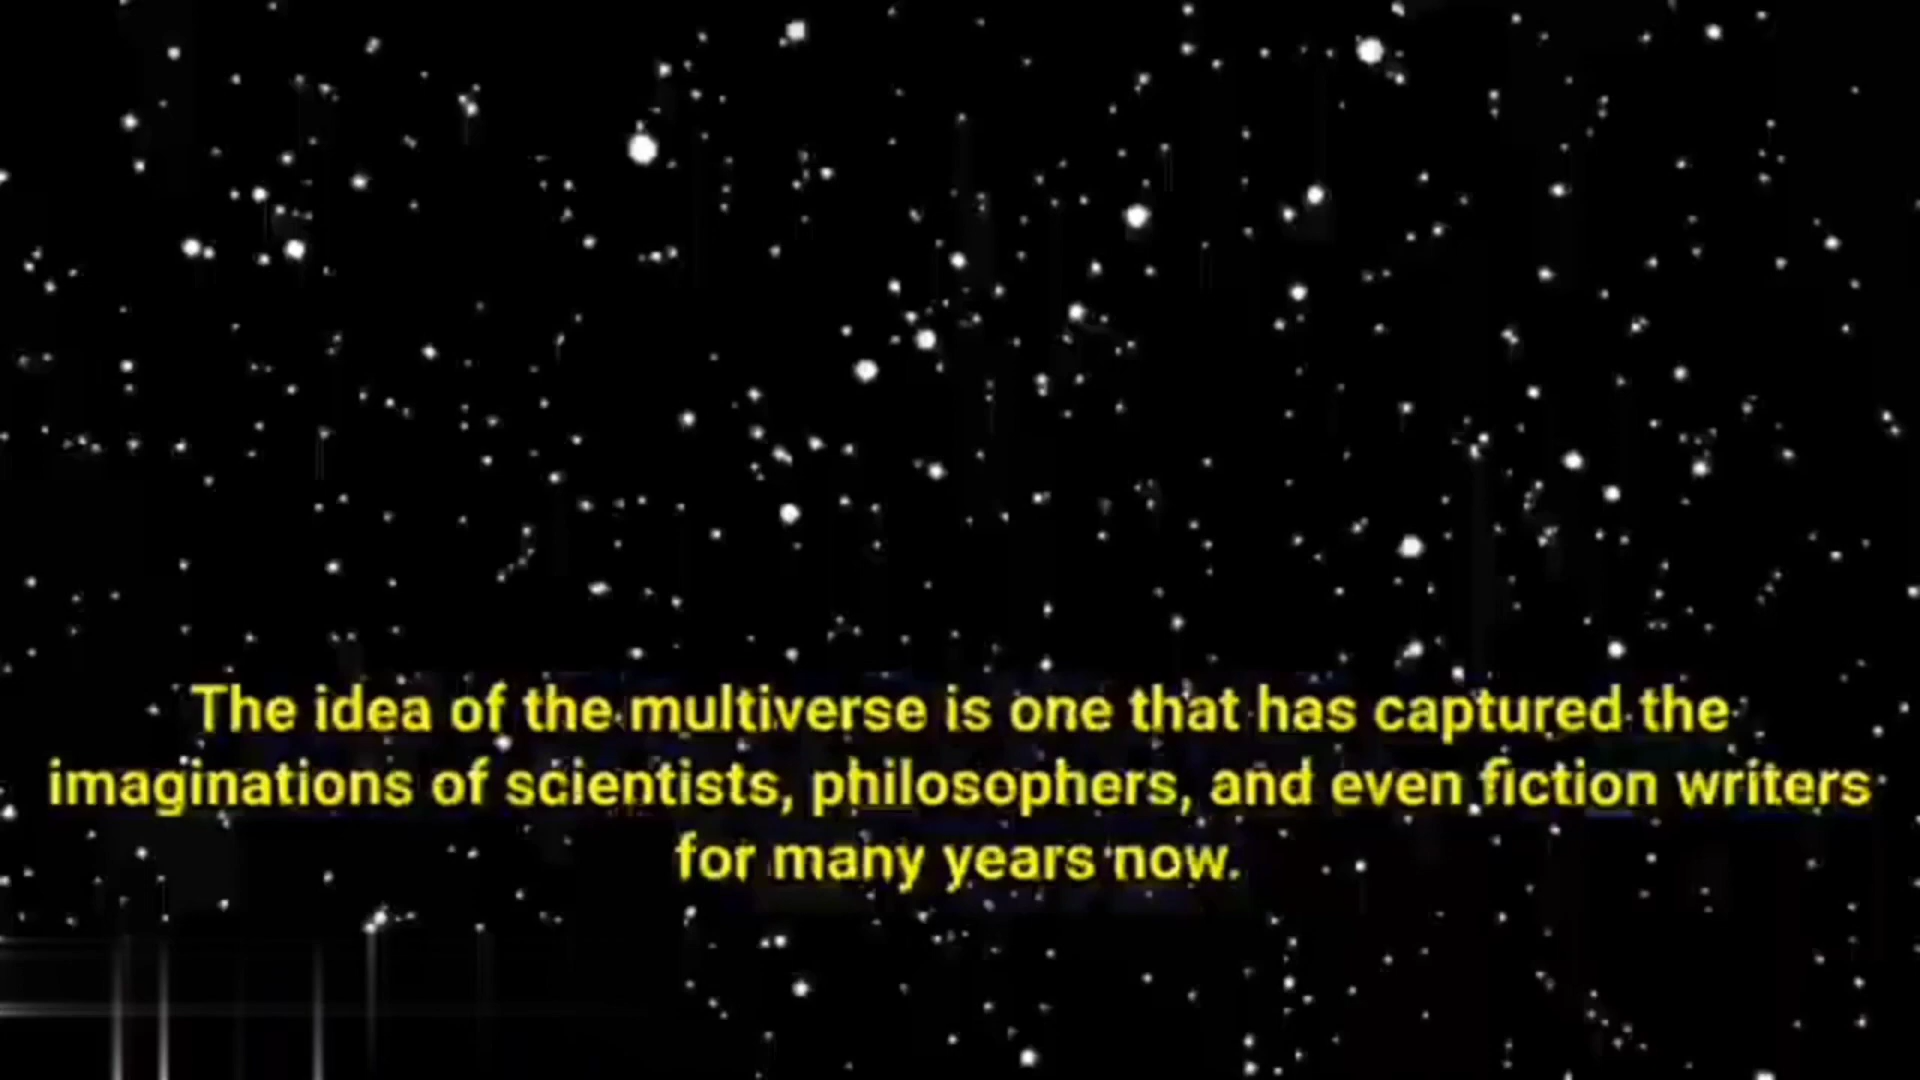 The idea of the multiverse is one that has captured the
imaginations of scientists, philosophers, and even fiction writers
for many years now.